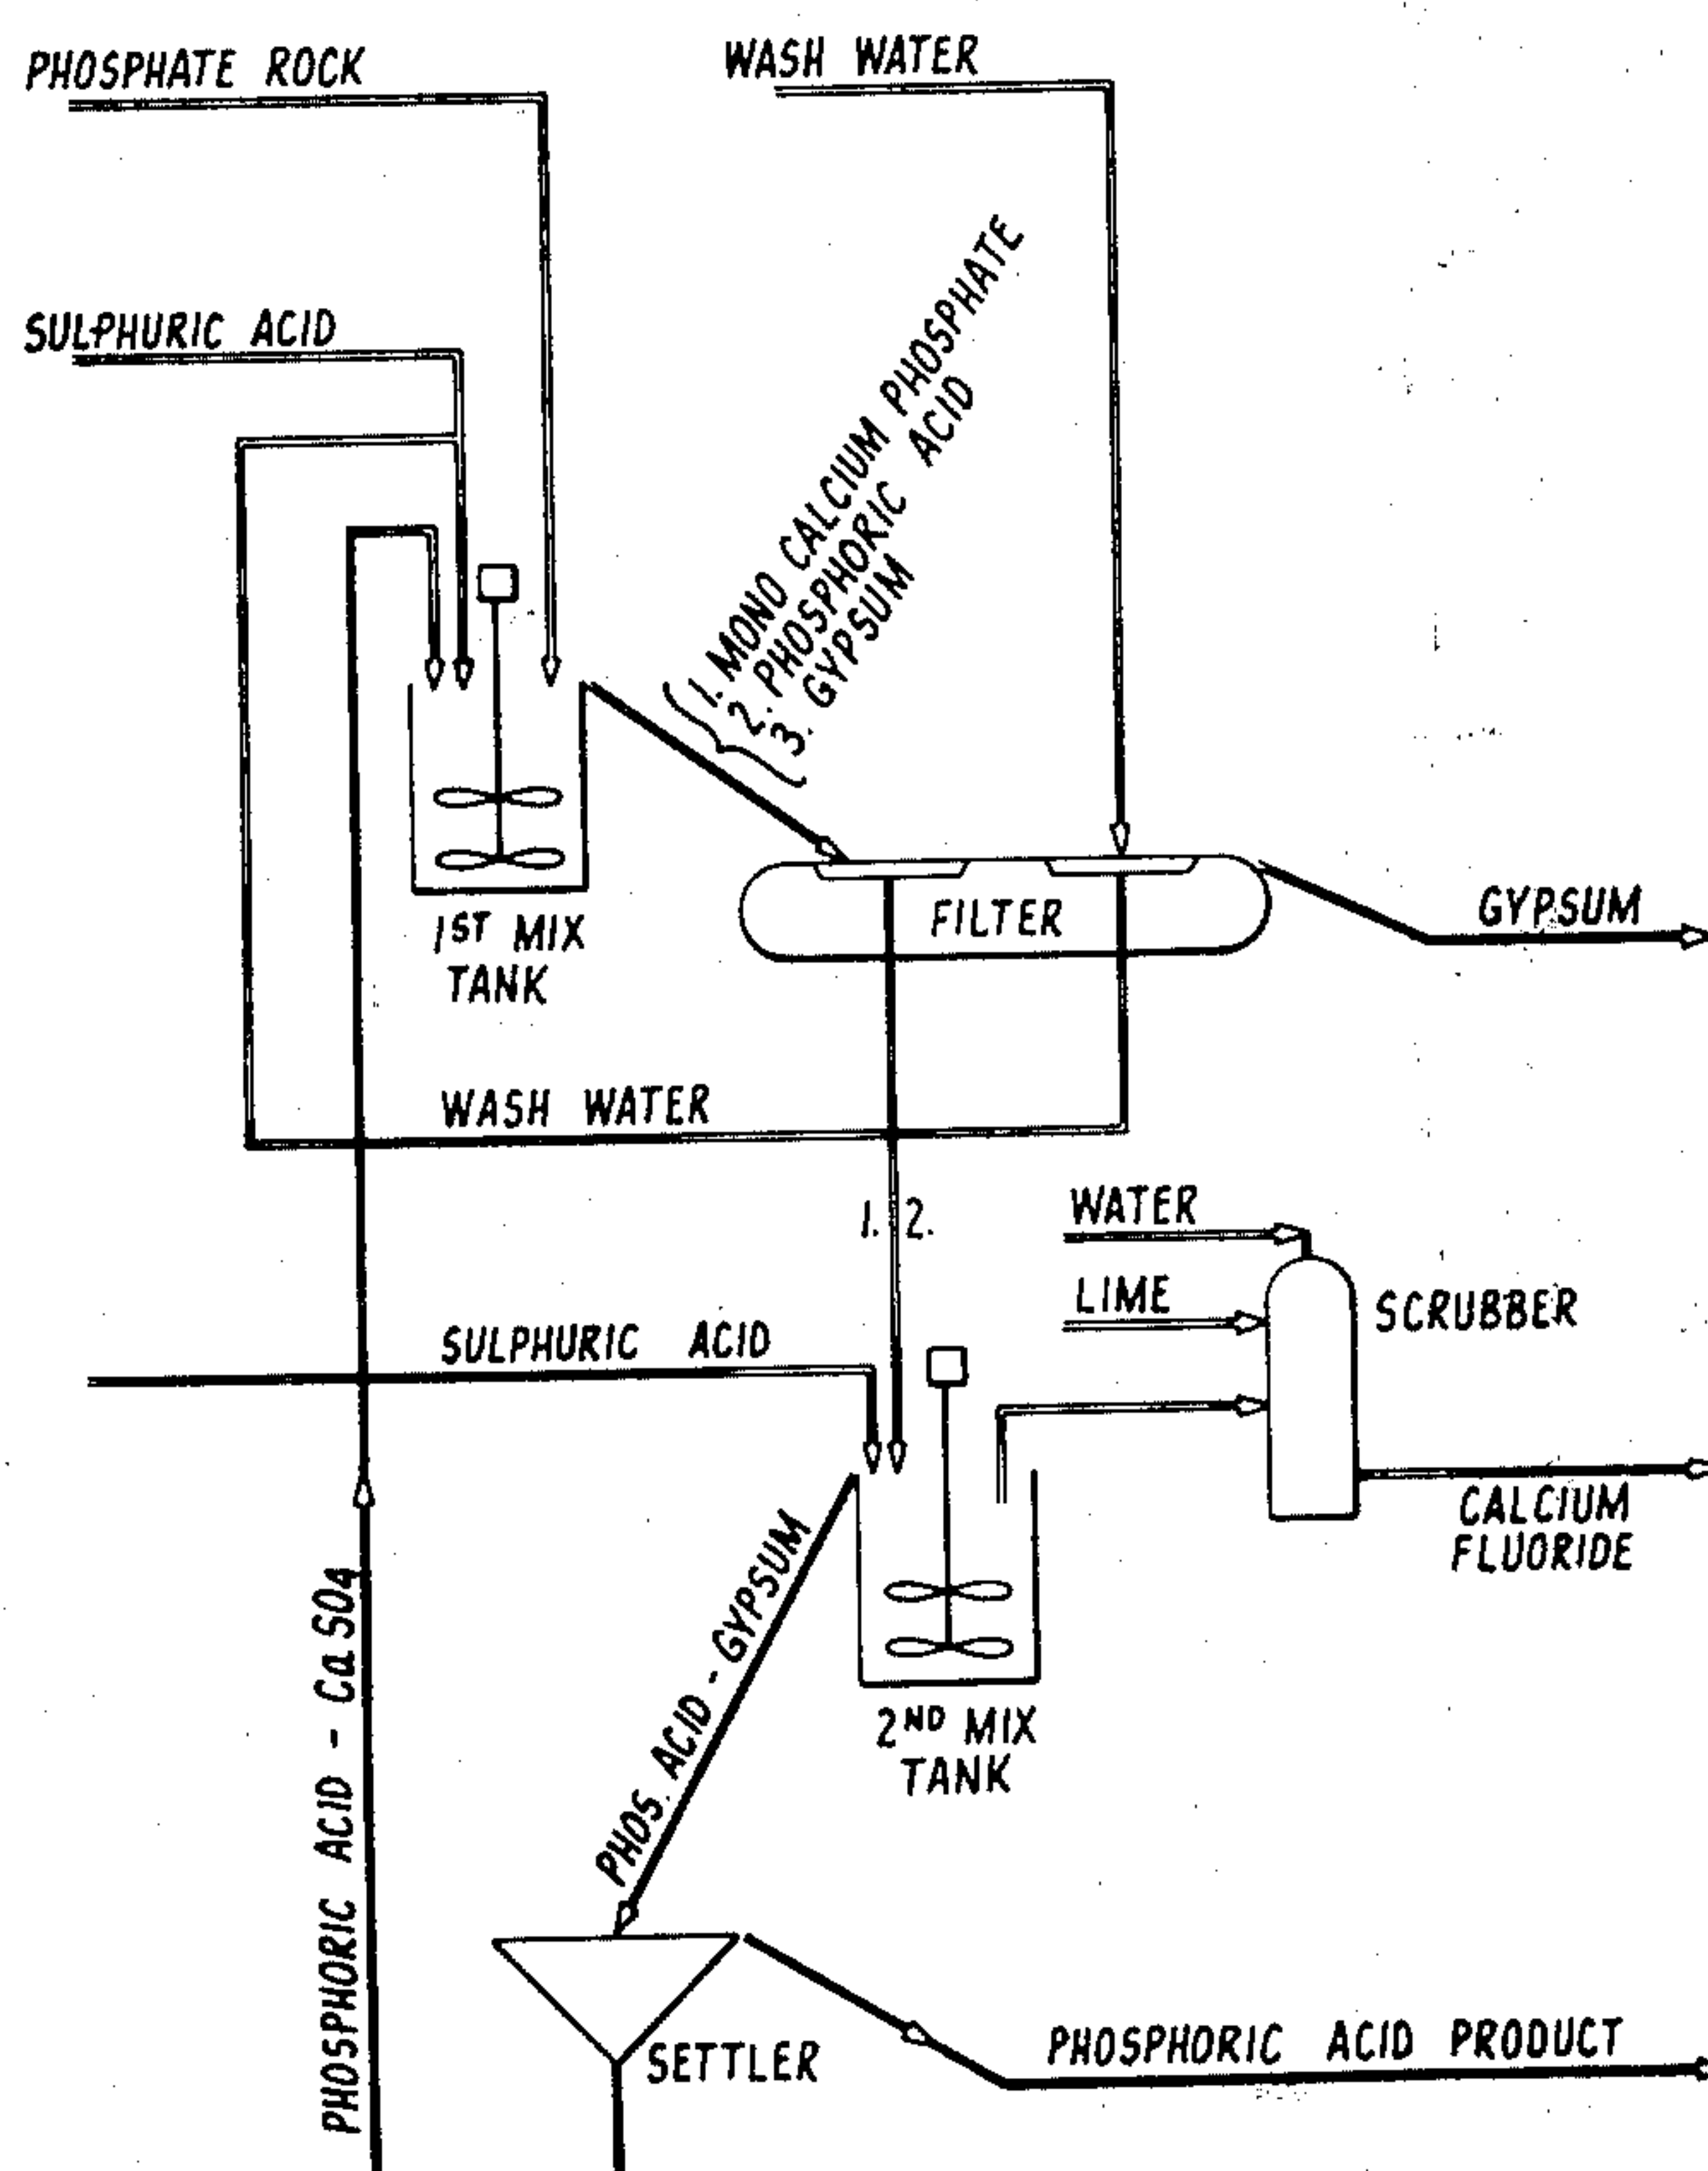 PHOSPHATE ROCK
WASH WATER
SULPHURIC ACID
1. MONO CALCIUM PHOSPHATE
2. PHOSPHORIC ACID
3. GYPSUM
1ST MIX
TANK
FILTER
GYPSUM
WASH WATER
1. 2.
WATER
LIME
SCRUBBER
SULPHURIC ACID
CALCIUM
FLUORIDE
PHOS. ACID - GYPSUM
2ND MIX
TANK
PHOSPHORIC ACID - CaSO4
SETTLER
PHOSPHORIC ACID PRODUCT